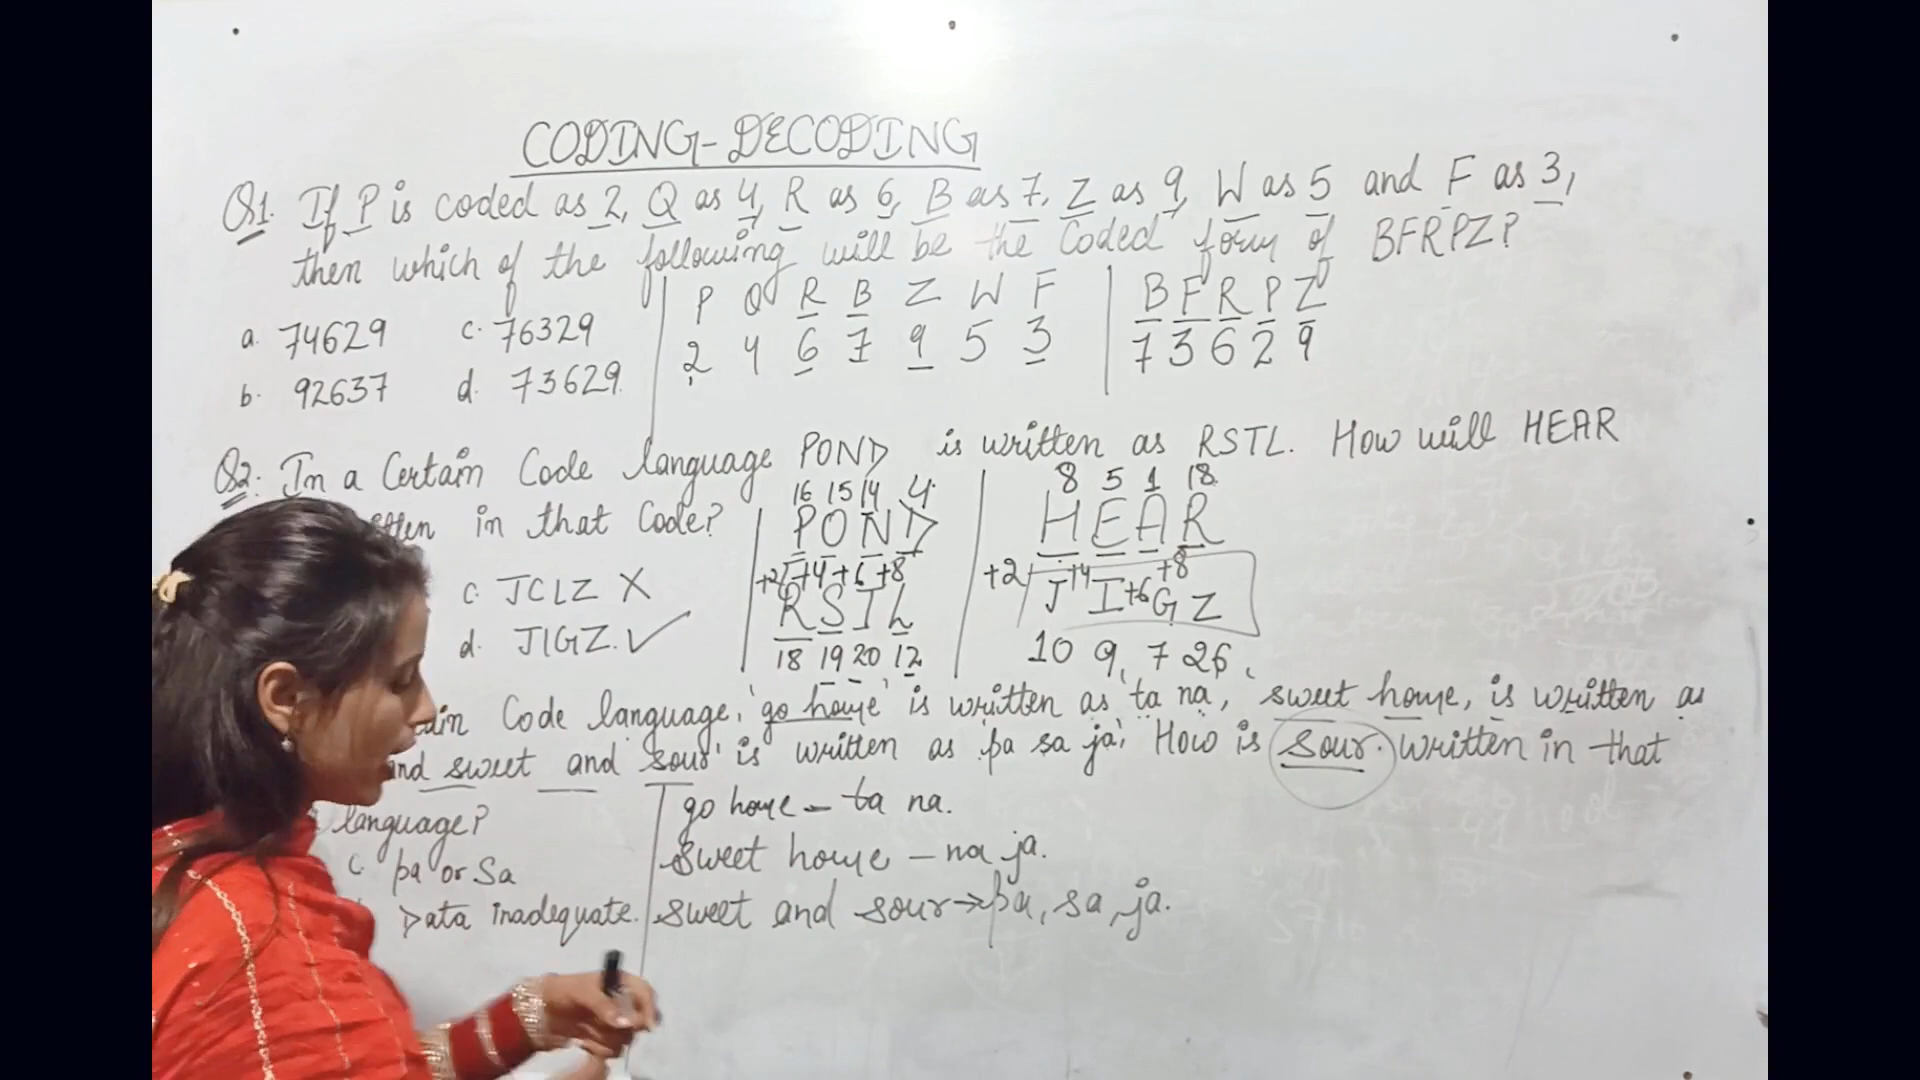 CODING-DECODING
Q1. If P is coded as 2, Q as 4, R as 6, B as 7, Z as 9, W as 5 and F as 3,
then which of the following will be the Coded form of BFRPZ?
a. 74629 c. 76329
b. 92637 d. 73629
P Q R B Z W F
2 4 6 7 9 5 3
B F R P Z
7 3 6 2 9
Q2. In a Certain Code language POND is written as RSTL. How will HEAR
in that Code?
c. JCLZ X
d. JIGZ. ✓
16 15 14 4
P O N D
+2 +4 +6 +8
R S T L
18 19 20 12
8 5 1 18
H E A R
+2 +4 +6 +8
J I G Z
10 9, 7 26
Code language, 'go home' is written as 'ta na, sweet home, is written as
sweet and sour' is written as pa sa ja, How is sour. Written in that
language?
c. pa or Sa
Data inadequate.
go home – ta na.
sweet home – na ja.
sweet and sour → pa, sa, ja.